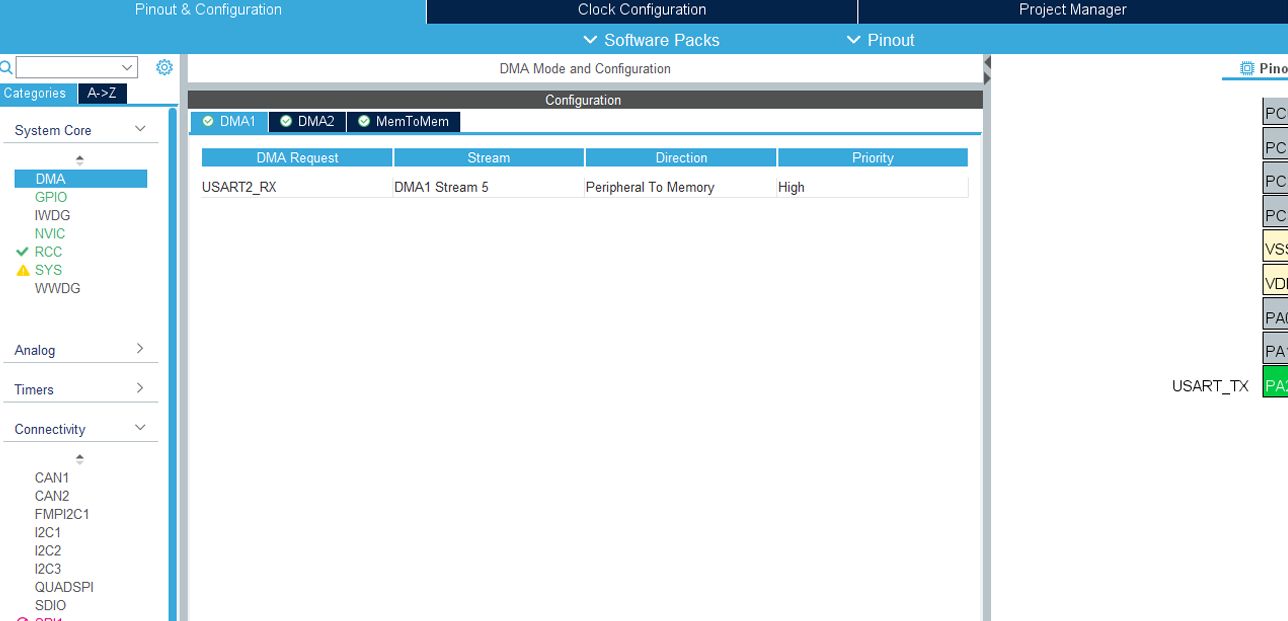 Pinout & Configuration
Clock Configuration
Project Manager
Software Packs
Pinout
DMA Mode and Configuration
Categories
A->Z
System Core
DMA
GPIO
IWDG
NVIC
RCC
SYS
WWDG
Analog
Timers
Connectivity
CAN1
CAN2
FMPI2C1
I2C1
I2C2
I2C3
QUADSPI
SDIO
Configuration
DMA1
DMA2
MemToMem
DMA Request Stream Direction Priority
USART2_RX DMA1 Stream 5 Peripheral To Memory High
Pino
PC
PC
PC
PC
VSS
VDD
PA0
PA1
USART_TX PA2